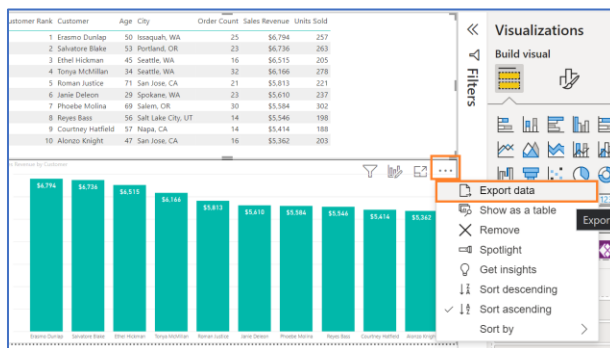 Customer Rank Customer Age City Order Count Sales Revenue Units Sold
1 Erasmo Dunlap 50 Issaquah, WA 25 $6,794 257
2 Salvatore Blake 53 Portland, OR 23 $6,736 263
3 Ethel Hickman 45 Seattle, WA 16 $6,515 205
4 Tonya McMillan 34 Seattle, WA 32 $6,166 278
5 Roman Justice 71 San Jose, CA 21 $5,813 221
6 Janie Deleon 29 Spokane, WA 23 $5,610 237
7 Phoebe Molina 69 Salem, OR 30 $5,584 302
8 Reyes Bass 56 Salt Lake City, UT 14 $5,546 198
9 Courtney Hatfield 57 Napa, CA 14 $5,414 188
10 Alonzo Knight 47 San Jose, CA 16 $5,362 203
Revenue by Customer
$6,794 $6,736 $6,515 $6,166 $5,813 $5,610 $5,584 $5,546 $5,414 $5,362
Erasmo Dunlap Salvatore Blake Ethel Hickman Tonya McMillan Roman Justice Janie Deleon Phoebe Molina Reyes Bass Courtney Hatfield Alonzo Knight
Filters
Visualizations
Build visual
Export data
Show as a table
Remove
Spotlight
Get insights
Sort descending
Sort ascending
Sort by
Expor